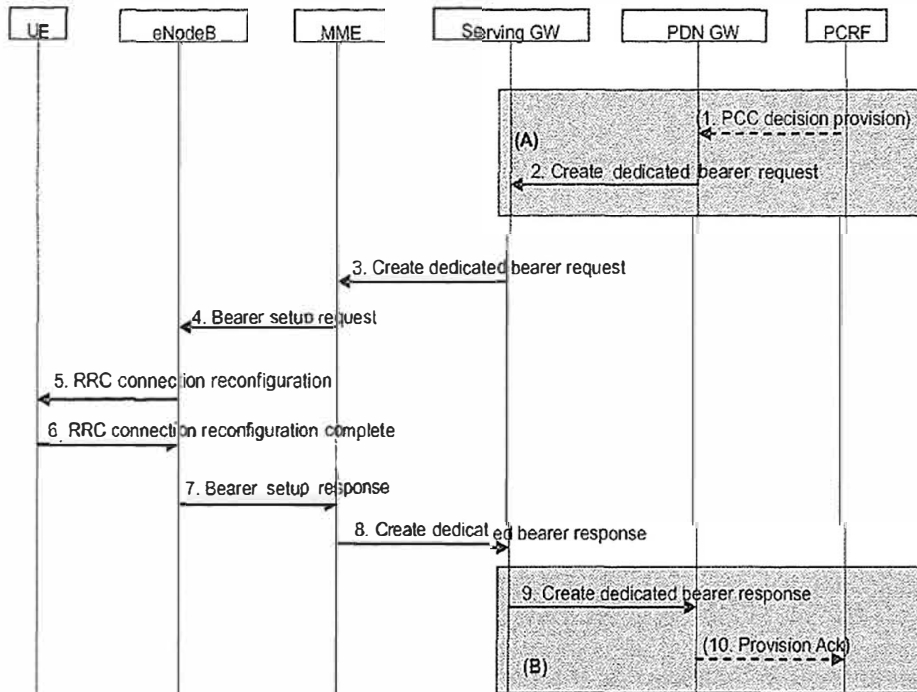 UE eNodeB MME Serving GW PDN GW PCRF
(1. PCC decision provision)
(A)
2. Create dedicated bearer request
3. Create dedicated bearer request
4. Bearer setup request
5. RRC connection reconfiguration
6. RRC connection reconfiguration complete
7. Bearer setup response
8. Create dedicated bearer response
9. Create dedicated bearer response
(10. Provision Ack)
(B)